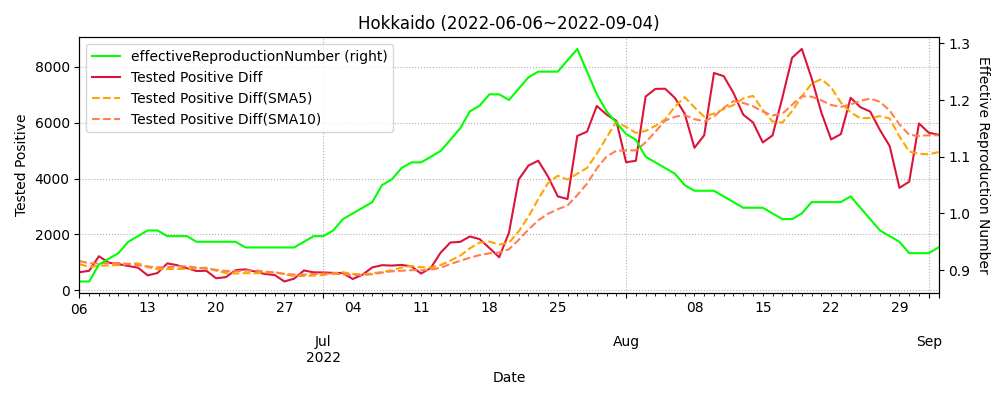 Hokkaido (2022-06-06~2022-09-04)
effectiveReproductionNumber (right)
Tested Positive Diff
Tested Positive Diff(SMA5)
Tested Positive Diff(SMA10)
Tested Positive
8000
6000
4000
2000
0
Effective Reproduction Number
1.3
1.2
1.1
1.0
0.9
06 13 20 27 04 11 18 25 08 15 22 29
Jul Aug Sep
2022
Date